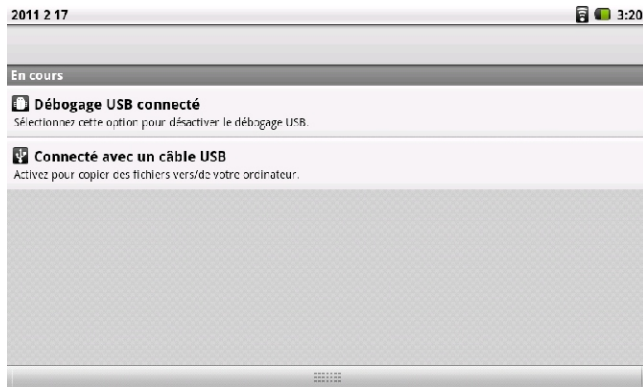 2011 2 17
3:20
En cours
Débogage USB connecté
Sélectionnez cette option pour désactiver le débogage USB.
Connecté avec un câble USB
Activez pour copier des fichiers vers/de votre ordinateur.